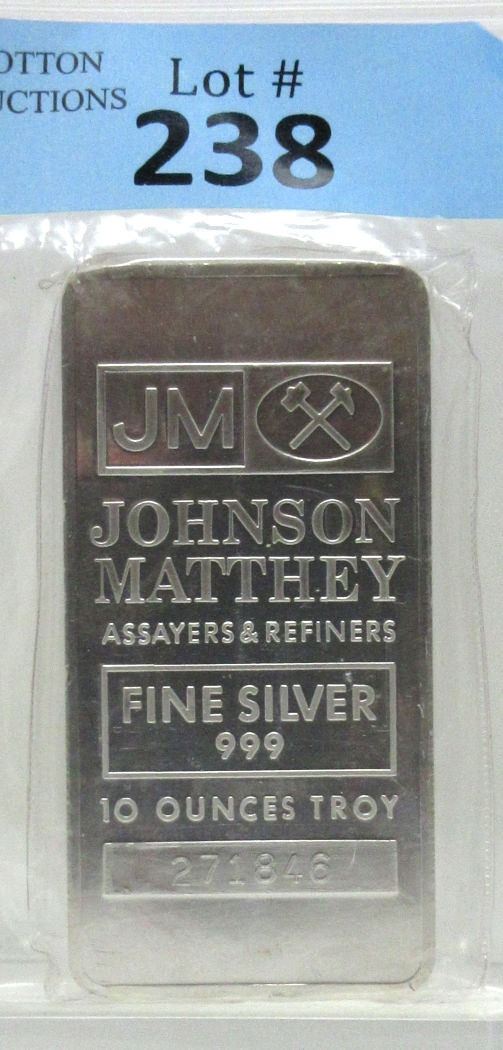 OTTON
UCTIONS
Lot #
238
JM
JOHNSON
MATTHEY
ASSAYERS & REFINERS
FINE SILVER
999
10 OUNCES TROY
271846